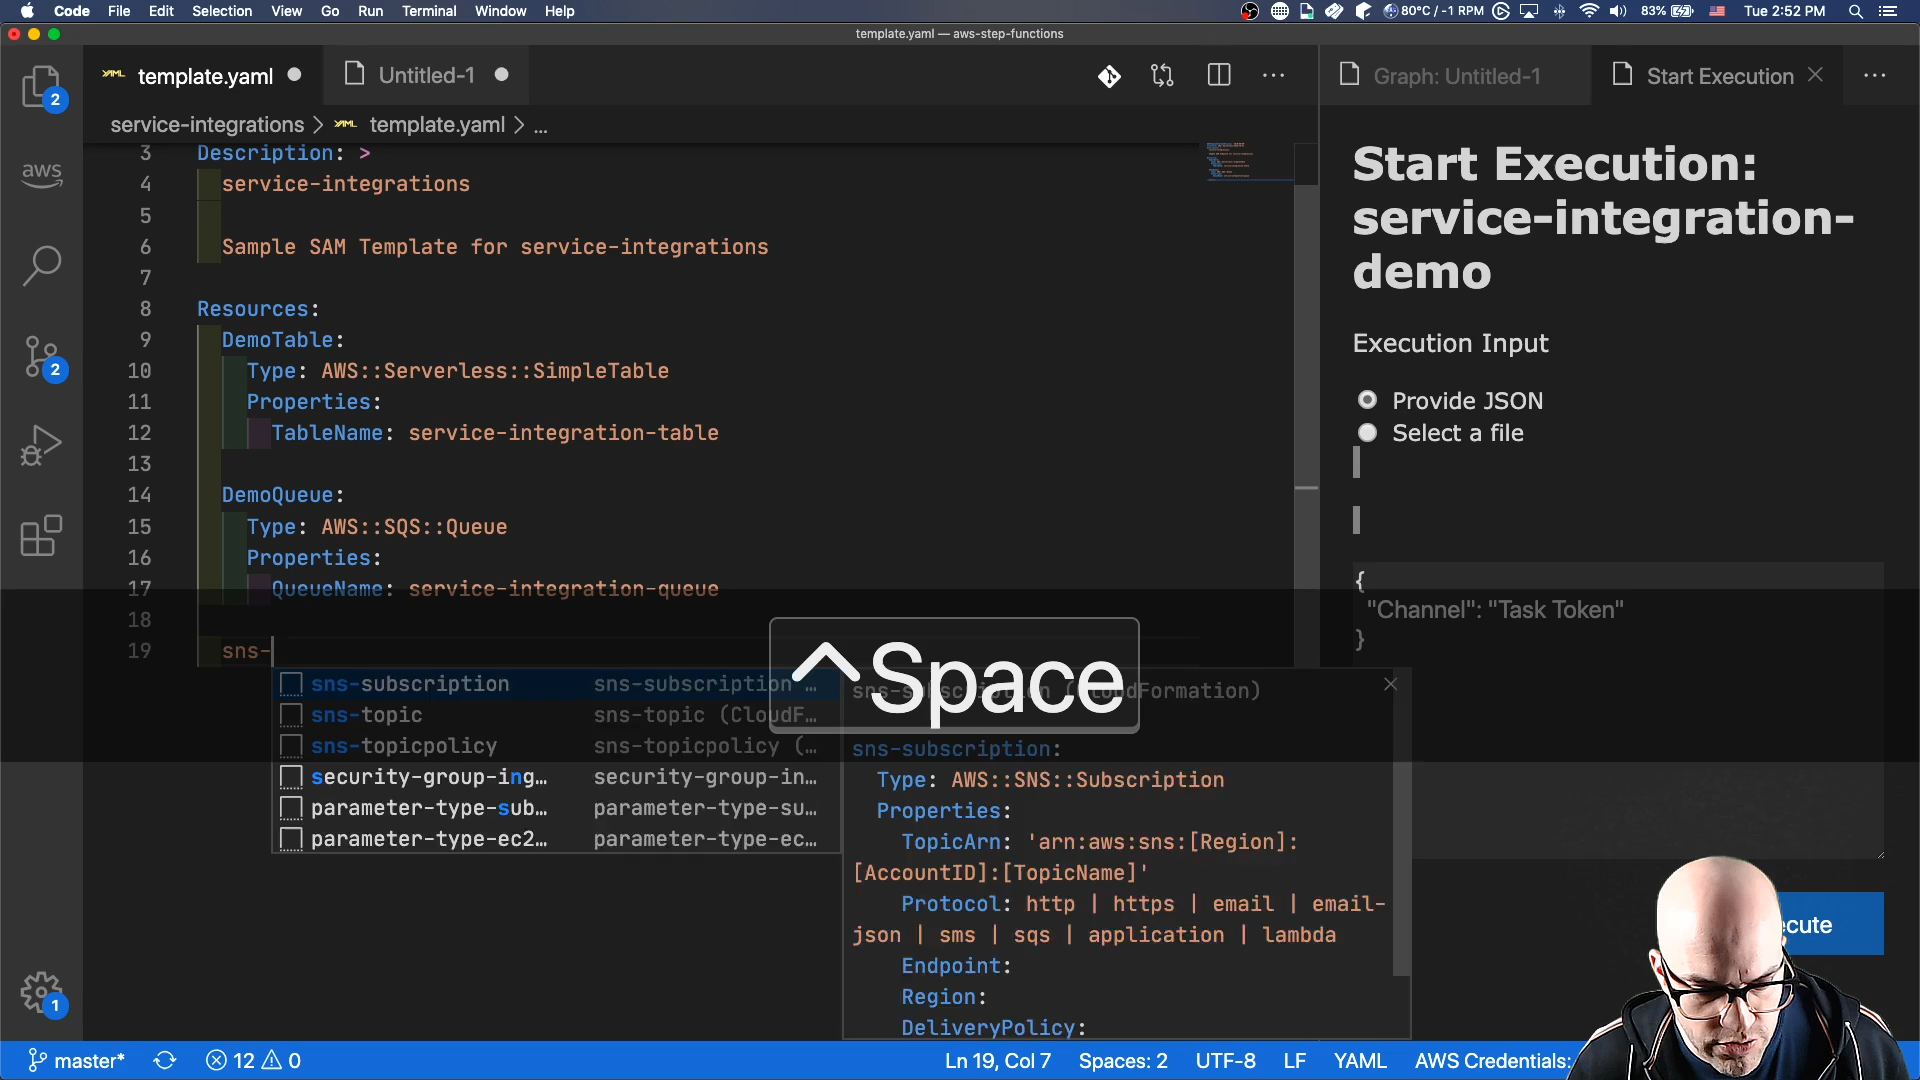 Code File Edit Selection View Go Run Terminal Window Help
80°C / -1 RPM 83% Tue 2:52 PM
template.yaml — aws-step-functions
YAML template.yaml
Untitled-1
Graph: Untitled-1
Start Execution
2
service-integrations > YAML template.yaml > ...
aws
2
1
3 Description: >
4 service-integrations
5
6 Sample SAM Template for service-integrations
7
8 Resources:
9 DemoTable:
10 Type: AWS::Serverless::SimpleTable
11 Properties:
12 TableName: service-integration-table
13
14 DemoQueue:
15 Type: AWS::SQS::Queue
16 Properties:
17 QueueName: service-integration-queue
18
19 sns-
sns-subscription sns-subscription ...
sns-topic sns-topic (CloudF...
sns-topicpolicy sns-topicpolicy (...
security-group-ing... security-group-in...
parameter-type-sub... parameter-type-su...
parameter-type-ec2... parameter-type-ec...
^Space
sns-subscription (CloudFormation)
sns-subscription:
Type: AWS::SNS::Subscription
Properties:
TopicArn: 'arn:aws:sns:[Region]:
[AccountID]:[TopicName]'
Protocol: http | https | email | email-
json | sms | sqs | application | lambda
Endpoint:
Region:
DeliveryPolicy:
Start Execution:
service-integration-
demo
Execution Input
Provide JSON
Select a file
{
"Channel": "Task Token"
}
cute
master* 12 0
Ln 19, Col 7 Spaces: 2 UTF-8 LF YAML AWS Credentials: